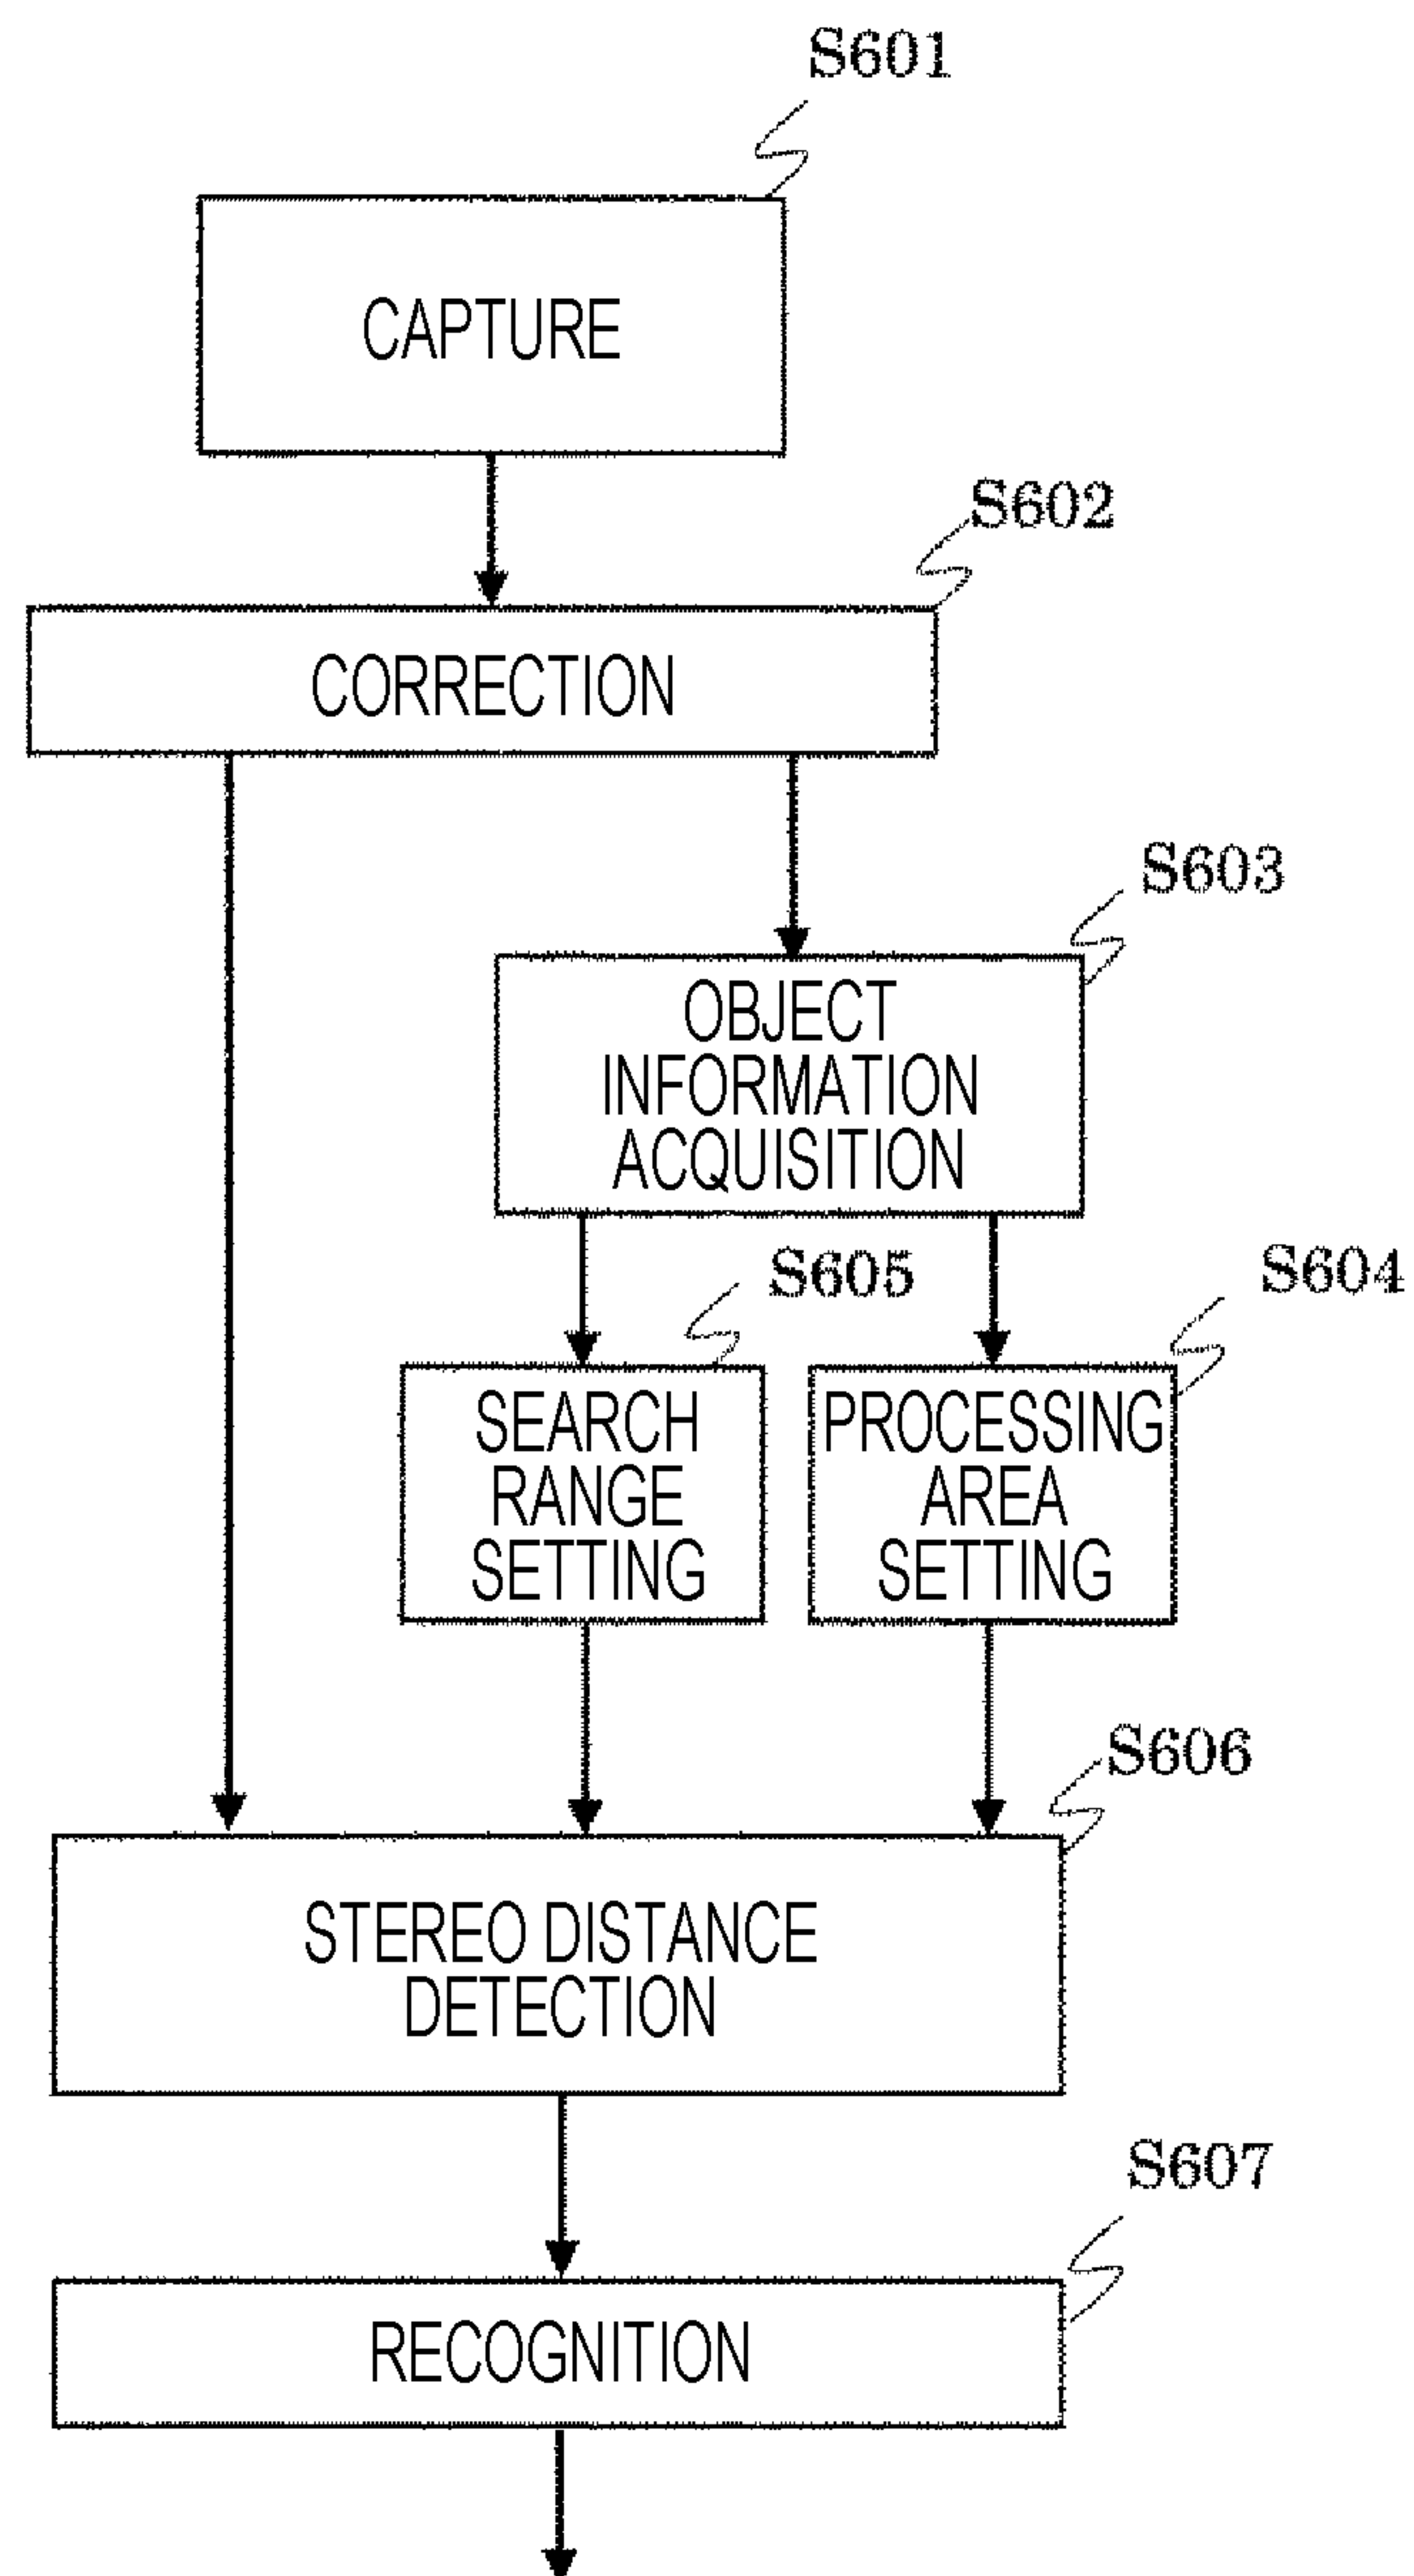 S601
CAPTURE
S602
CORRECTION
S603
OBJECT
INFORMATION
ACQUISITION
S605
SEARCH
RANGE
SETTING
S604
PROCESSING
AREA
SETTING
S606
STEREO DISTANCE
DETECTION
S607
RECOGNITION